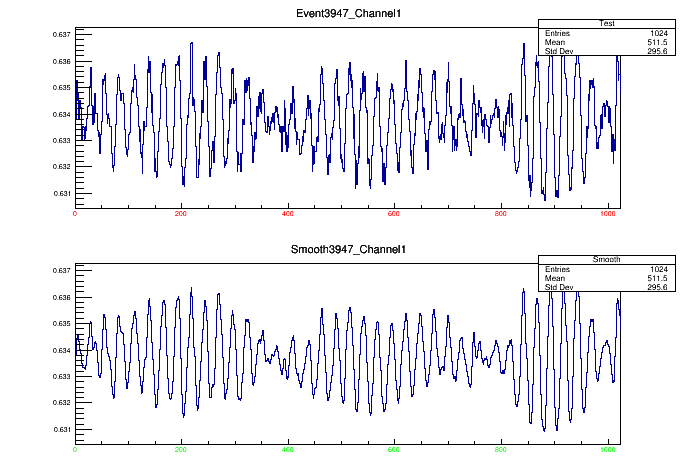 Event3947_Channel1
Test
Entries 1024
Mean 511.5
Std Dev 295.6
0.637
0.636
0.635
0.634
0.633
0.632
0.631
0 200 400 600 800 1000
Smooth3947_Channel1
Smooth
Entries 1024
Mean 511.5
Std Dev 295.6
0.637
0.636
0.635
0.634
0.633
0.632
0.631
0 200 400 600 800 1000